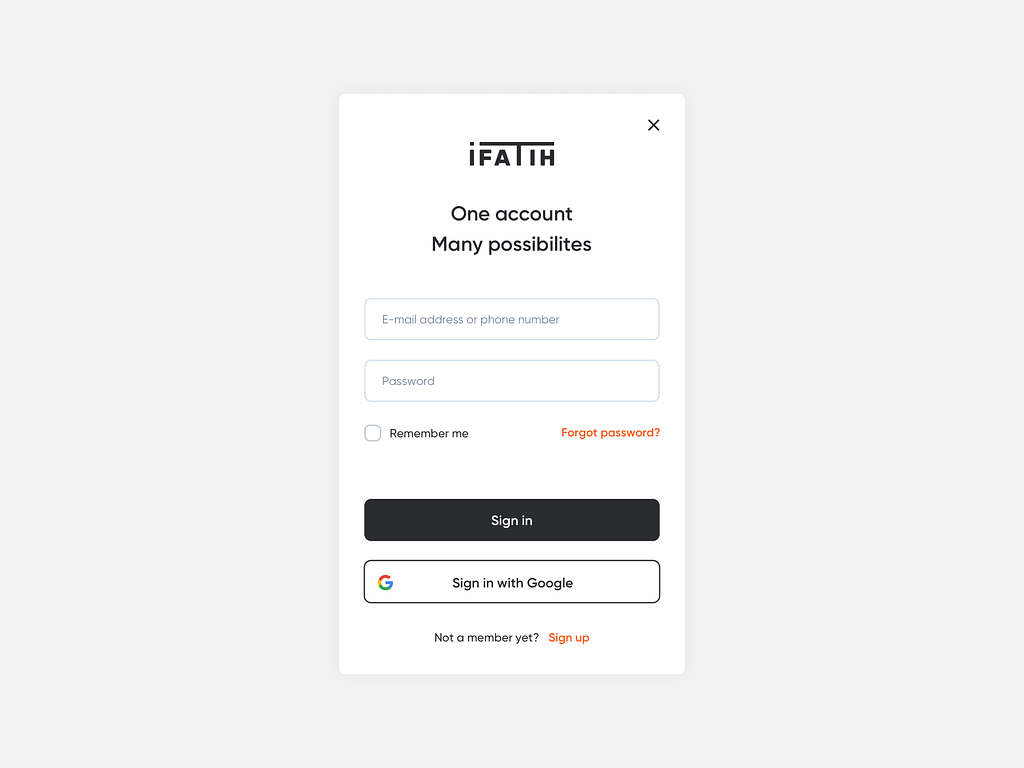 iFATIH
One account
Many possibilites
E-mail address or phone number
Password
Remember me
Forgot password?
Sign in
Sign in with Google
Not a member yet? Sign up